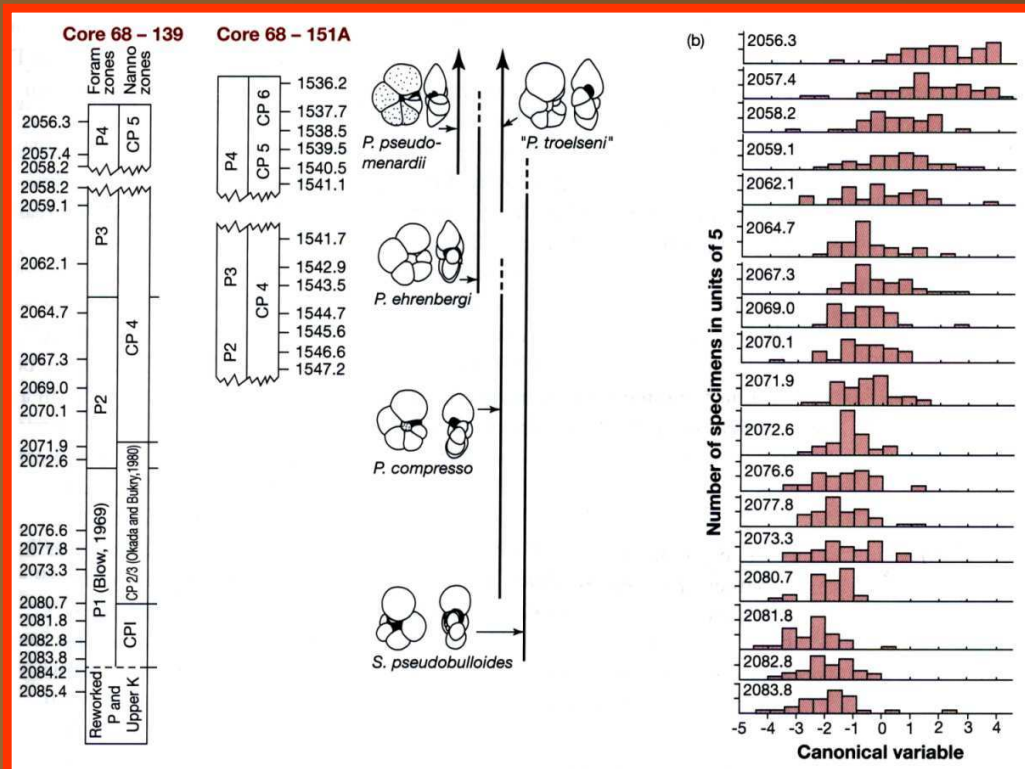 Core 68 – 139
Core 68 – 151A
(b)
Foram
zones
Nanno
zones
2056.3
2057.4
2058.2
2058.2
2059.1
2062.1
2064.7
2067.3
2069.0
2070.1
2071.9
2072.6
2076.6
2077.8
2073.3
2080.7
2081.8
2082.8
2083.8
2084.2
2085.4
P4
P3
P2
P1 (Blow, 1969)
CP 5
CP 4
CP 2/3 (Okada and Bukry, 1980)
CPI
Reworked
P and
Upper K
P4
P3
P2
CP 6
CP 5
CP 4
1536.2
1537.7
1538.5
1539.5
1540.5
1541.1
1541.7
1542.9
1543.5
1544.7
1545.6
1546.6
1547.2
P. pseudo-
menardii
"P. troelseni"
P. ehrenbergi
P. compresso
S. pseudobulloides
Number of specimens in units of 5
2056.3
2057.4
2058.2
2059.1
2062.1
2064.7
2067.3
2069.0
2070.1
2071.9
2072.6
2076.6
2077.8
2073.3
2080.7
2081.8
2082.8
2083.8
-5 -4 -3 -2 -1 0 1 2 3 4
Canonical variable